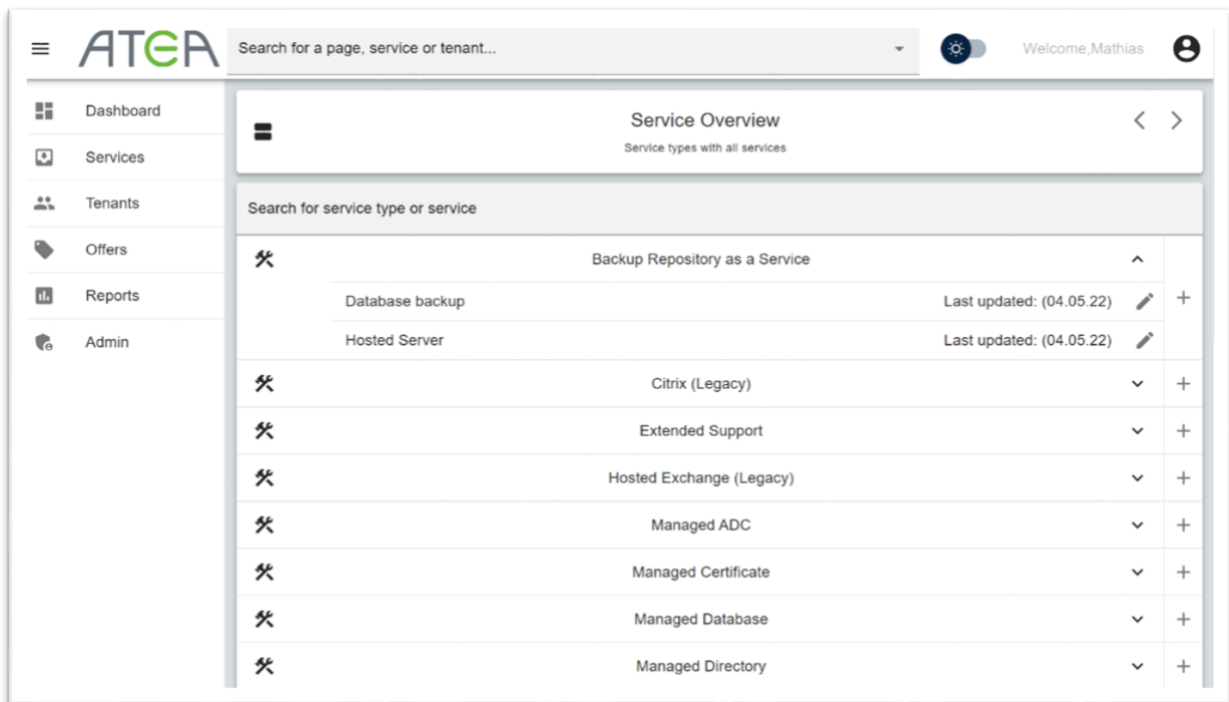 ATEA
Search for a page, service or tenant...
Welcome,Mathias
Dashboard
Services
Tenants
Offers
Reports
Admin
Service Overview
Service types with all services
Search for service type or service
Backup Repository as a Service
Database backup Last updated: (04.05.22)
Hosted Server Last updated: (04.05.22)
Citrix (Legacy)
Extended Support
Hosted Exchange (Legacy)
Managed ADC
Managed Certificate
Managed Database
Managed Directory